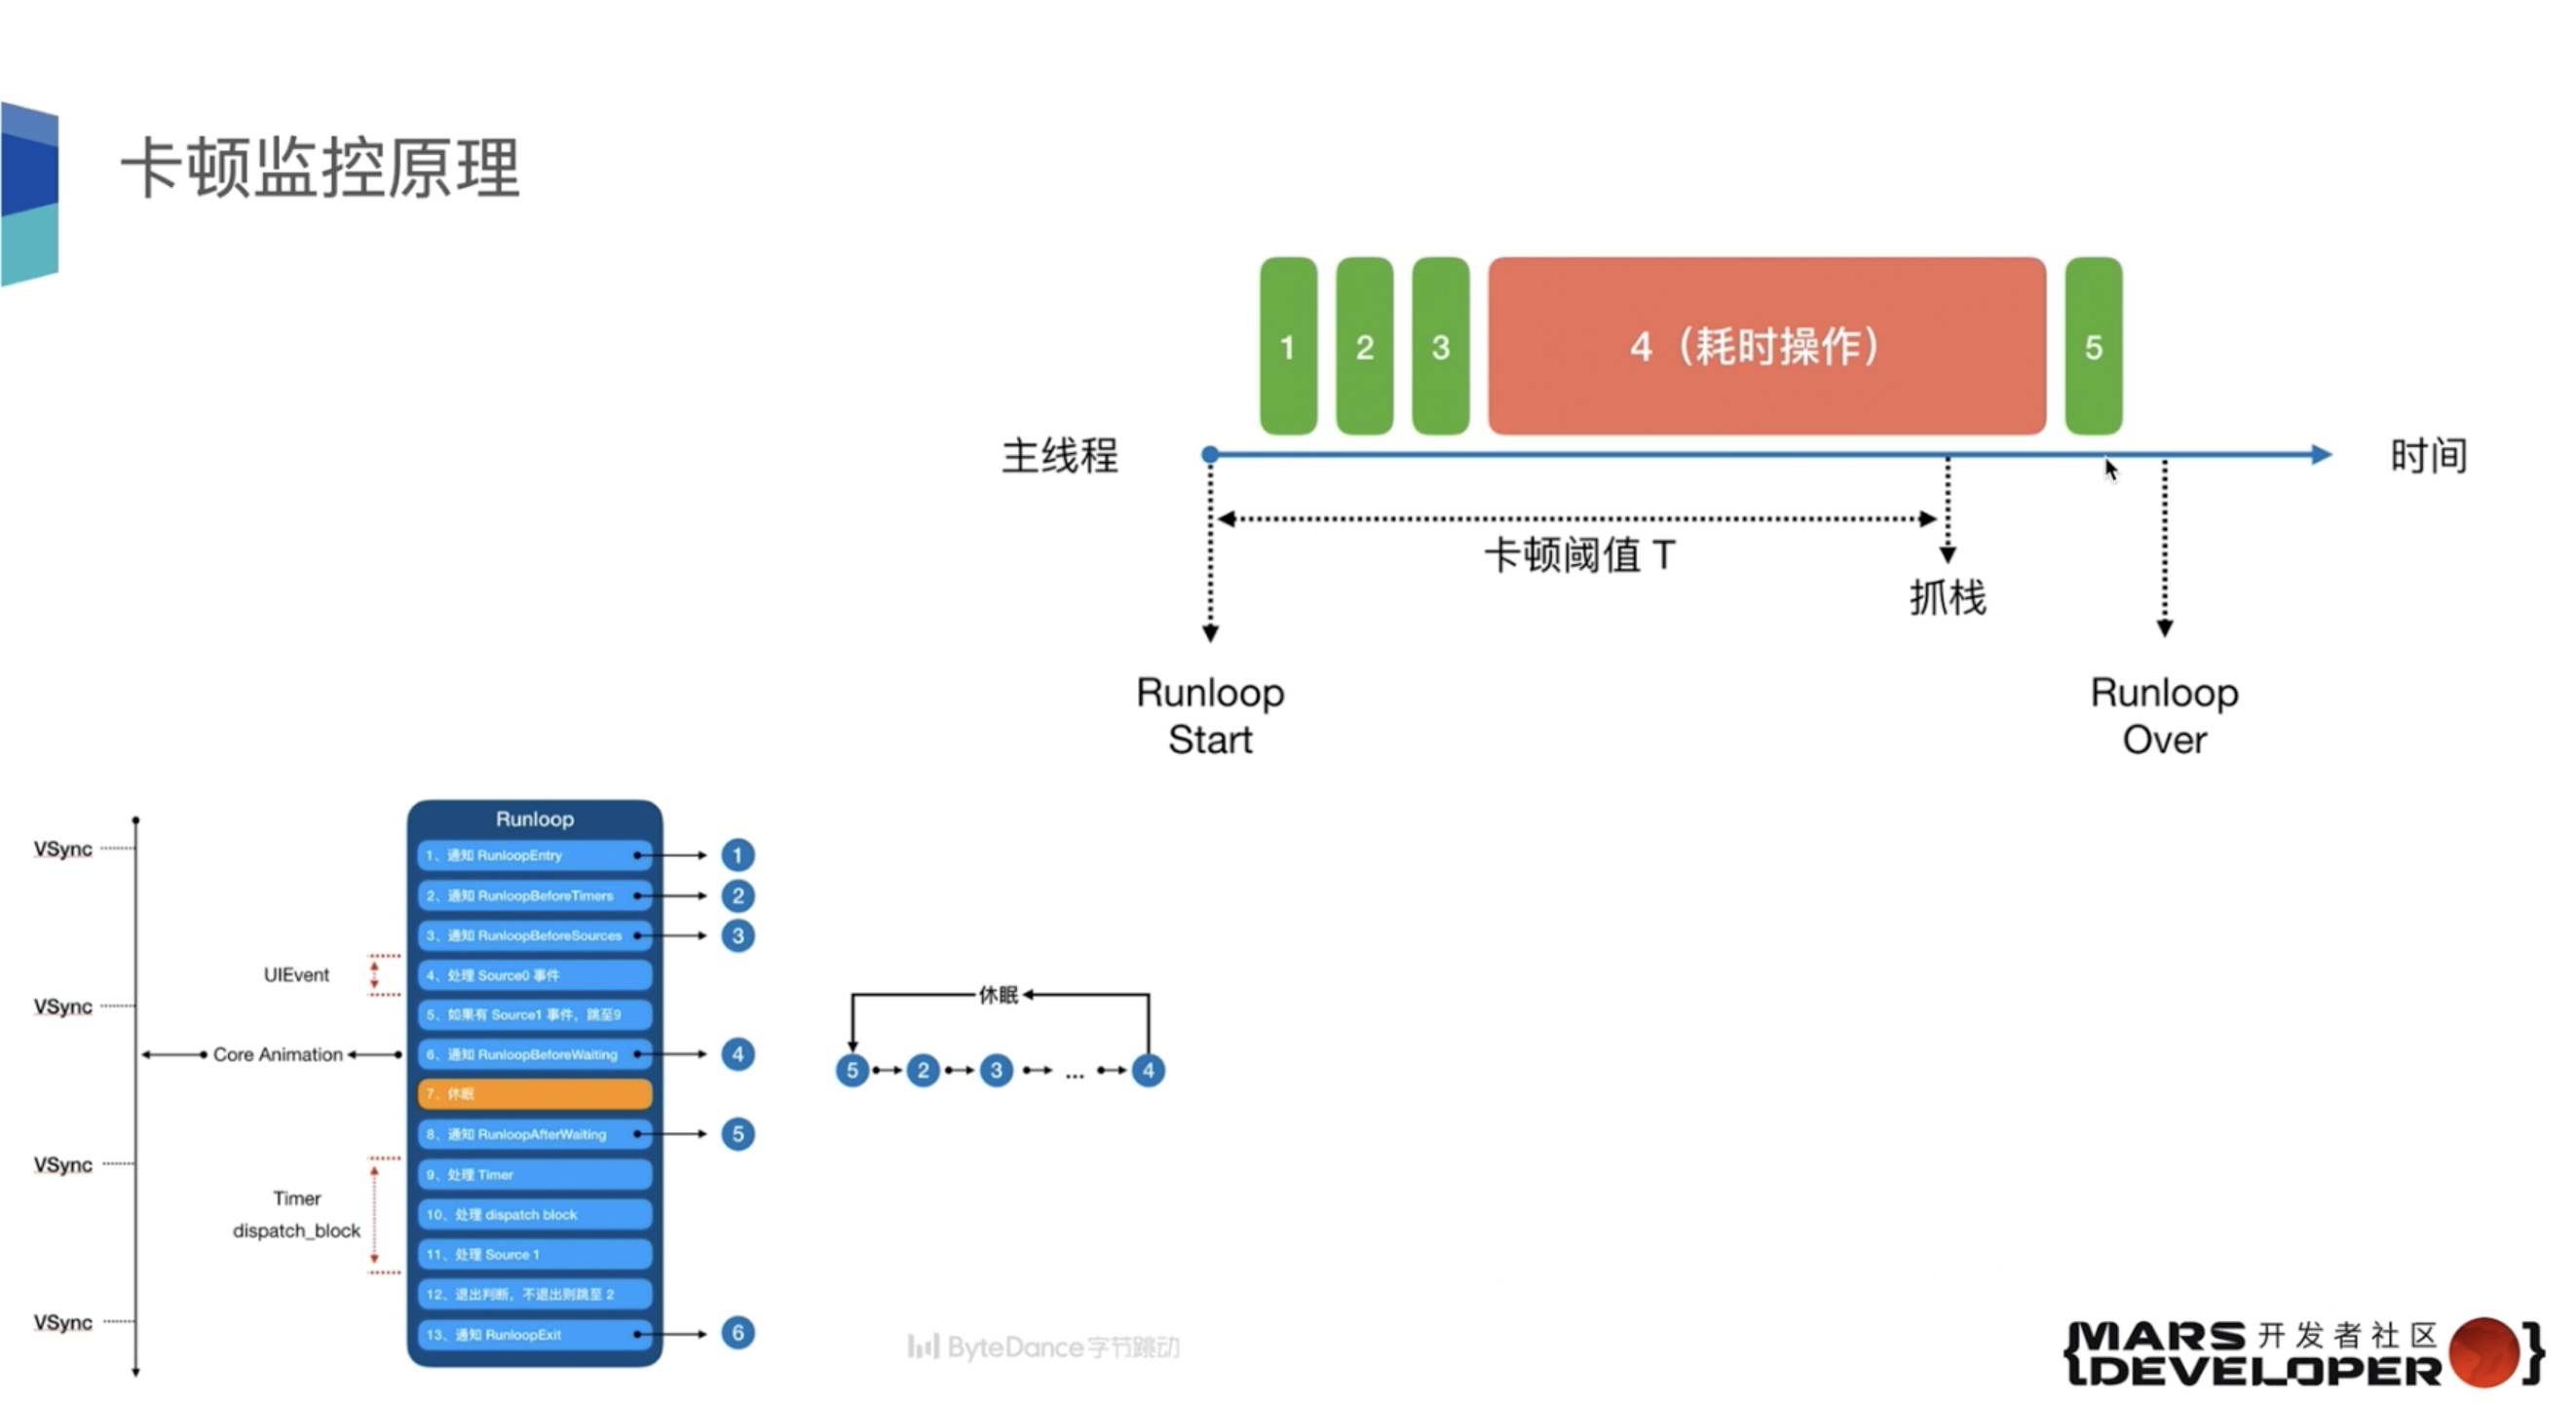 卡顿监控原理
1
2
3
4（耗时操作）
5
主线程
时间
卡顿阈值 T
抓栈
Runloop
Start
Runloop
Over
VSync
VSync
VSync
VSync
UIEvent
Core Animation
Timer
dispatch_block
Runloop
1、通知 RunloopEntry
2、通知 RunloopBeforeTimers
3、通知 RunloopBeforeSources
4、处理 Source0 事件
5、如果有 Source1 事件，跳至9
6、通知 RunloopBeforeWaiting
7、休眠
8、通知 RunloopAfterWaiting
9、处理 Timer
10、处理 dispatch block
11、处理 Source 1
12、退出判断，不退出则跳至 2
13、通知 RunloopExit
1
2
3
4
5
6
休眠
5
2
3
...
4
ByteDance字节跳动
{MARS 开发者社区
DEVELOPER}